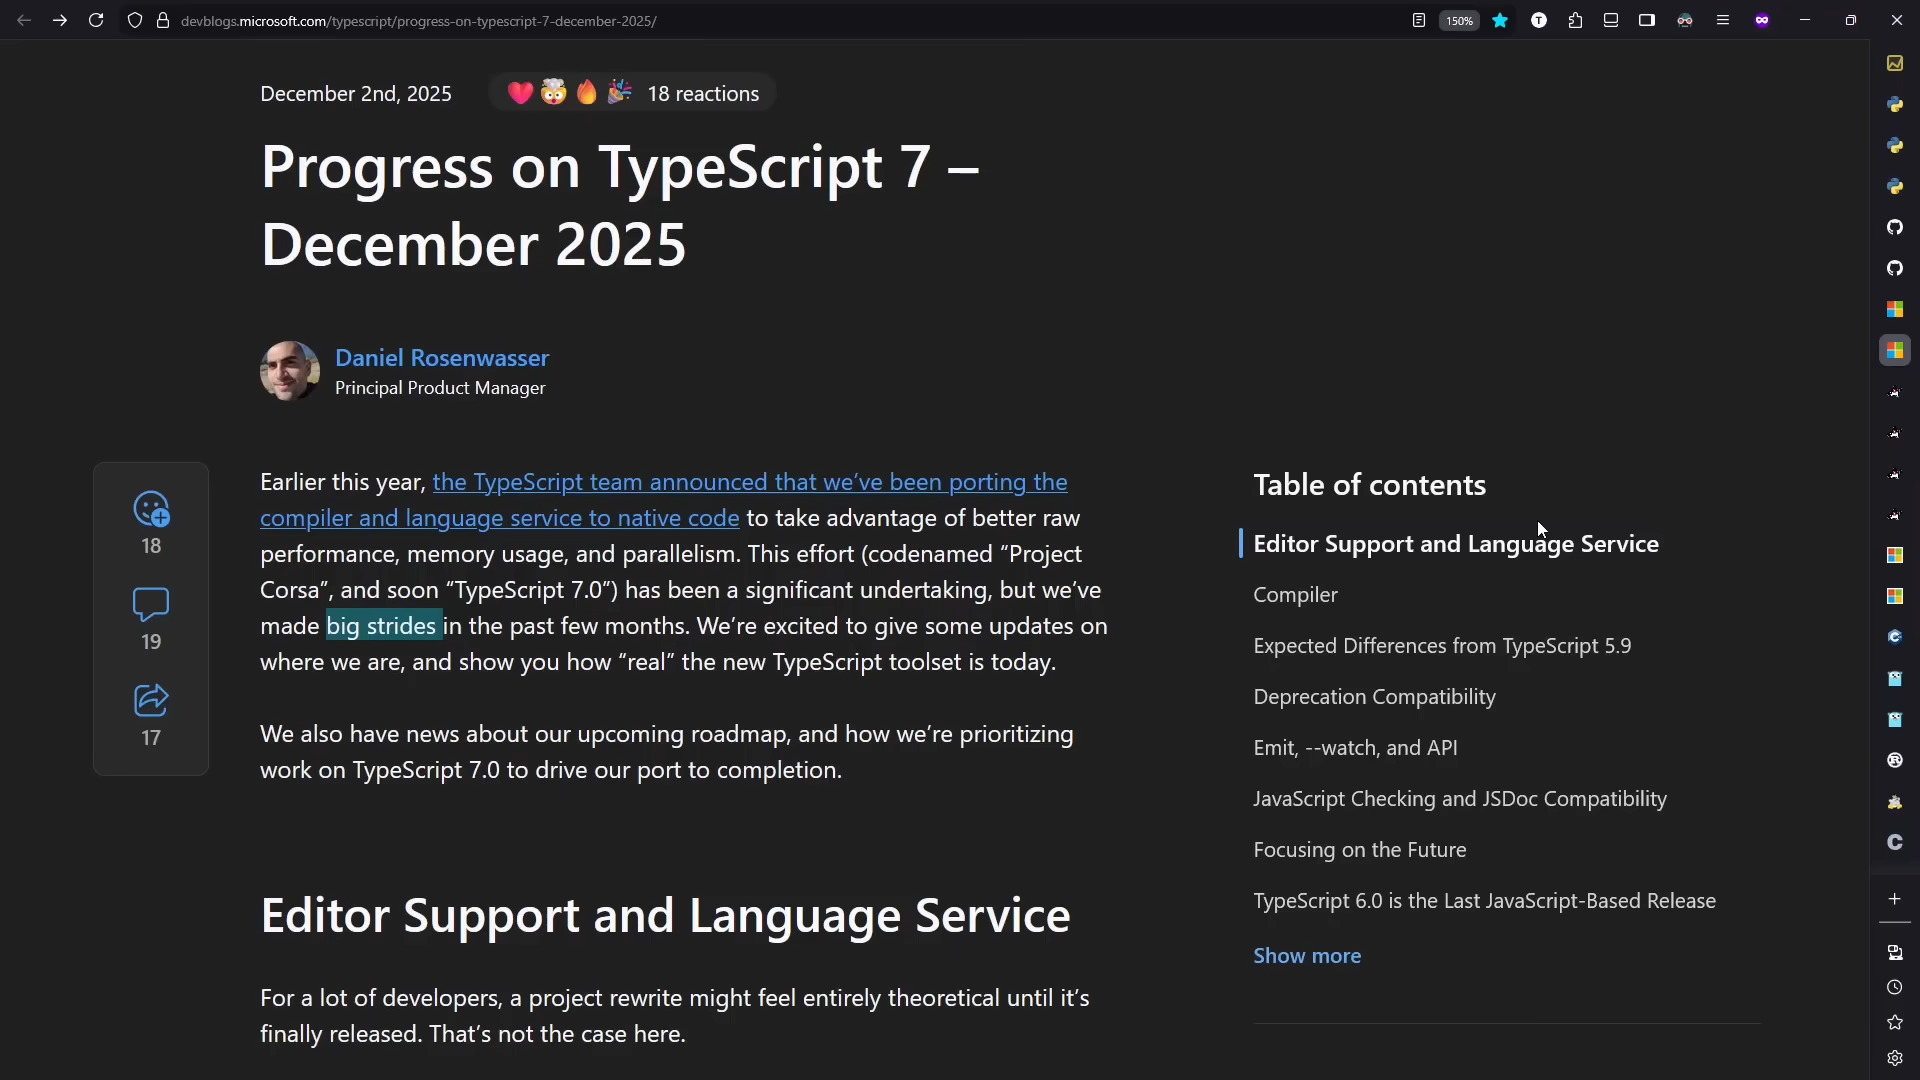 devblogs.microsoft.com/typescript/progress-on-typescript-7-december-2025/
150%
T
December 2nd, 2025
18 reactions
Progress on TypeScript 7 –
December 2025
Daniel Rosenwasser
Principal Product Manager
18
19
17
Earlier this year, the TypeScript team announced that we’ve been porting the
compiler and language service to native code to take advantage of better raw
performance, memory usage, and parallelism. This effort (codenamed “Project
Corsa”, and soon “TypeScript 7.0”) has been a significant undertaking, but we’ve
made big strides in the past few months. We’re excited to give some updates on
where we are, and show you how “real” the new TypeScript toolset is today.
We also have news about our upcoming roadmap, and how we’re prioritizing
work on TypeScript 7.0 to drive our port to completion.
Editor Support and Language Service
For a lot of developers, a project rewrite might feel entirely theoretical until it’s
finally released. That’s not the case here.
Table of contents
Editor Support and Language Service
Compiler
Expected Differences from TypeScript 5.9
Deprecation Compatibility
Emit, --watch, and API
JavaScript Checking and JSDoc Compatibility
Focusing on the Future
TypeScript 6.0 is the Last JavaScript-Based Release
Show more